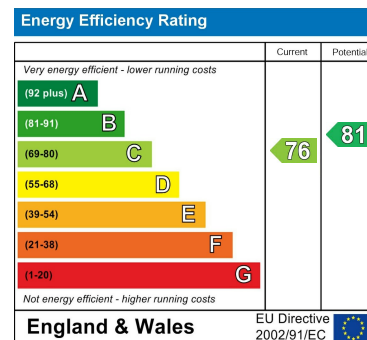 Energy Efficiency Rating
Current
Potential
Very energy efficient - lower running costs
(92 plus) A
(81-91) B
(69-80) C
(55-68) D
(39-54) E
(21-38) F
(1-20) G
76
81
Not energy efficient - higher running costs
England & Wales
EU Directive
2002/91/EC